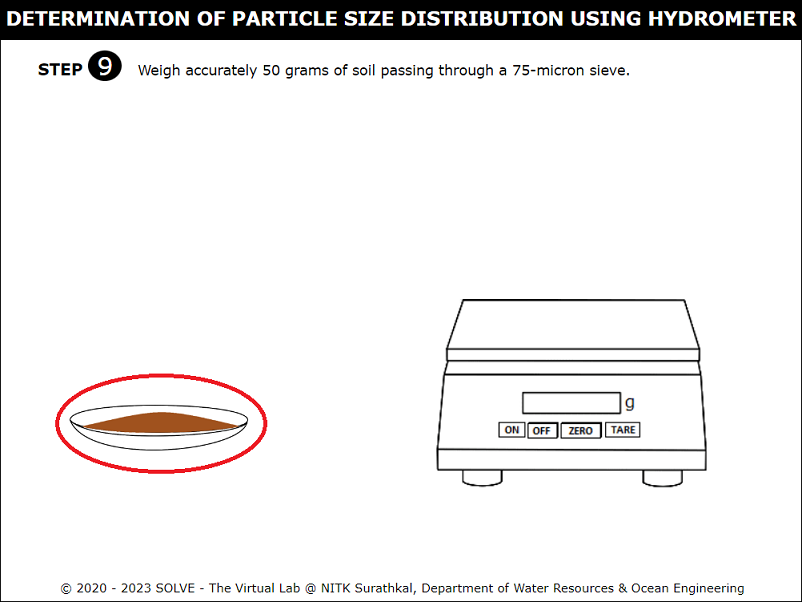 DETERMINATION OF PARTICLE SIZE DISTRIBUTION USING HYDROMETER
STEP 9 Weigh accurately 50 grams of soil passing through a 75-micron sieve.
g
ON OFF ZERO TARE
© 2020 - 2023 SOLVE - The Virtual Lab @ NITK Surathkal, Department of Water Resources & Ocean Engineering